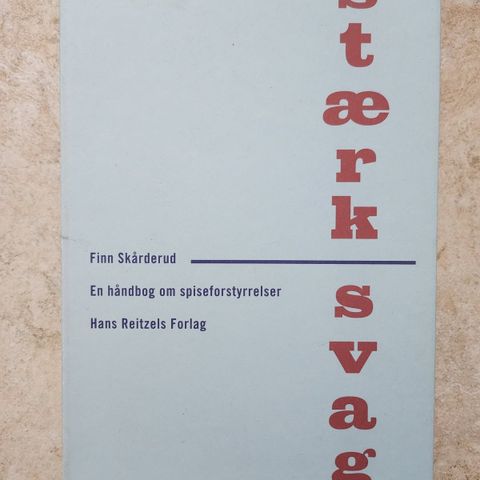 stærk svag
Finn Skårderud
En håndbog om spiseforstyrrelser
Hans Reitzels Forlag